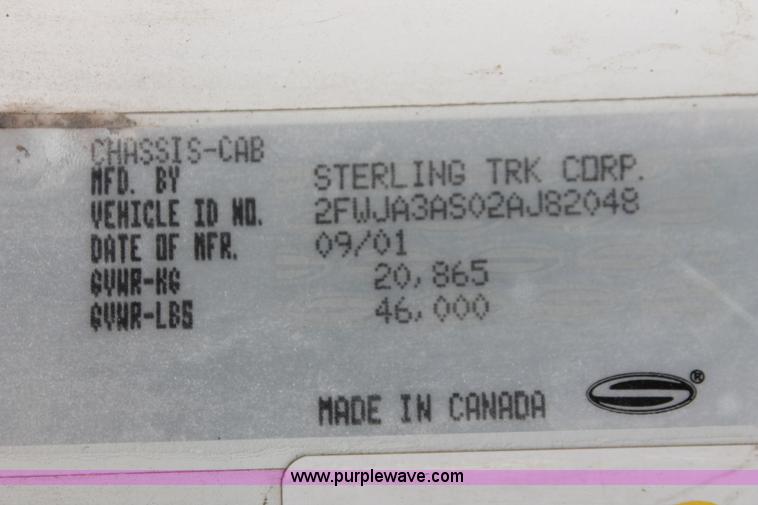 CHASSIS-CAB
MFD. BY STERLING TRK CORP.
VEHICLE ID NO. 2FWJA3AS02AJ82048
DATE OF MFR. 09/01
GVWR-KG 20,865
GVWR-LBS 46,000
MADE IN CANADA ®
www.purplewave.com